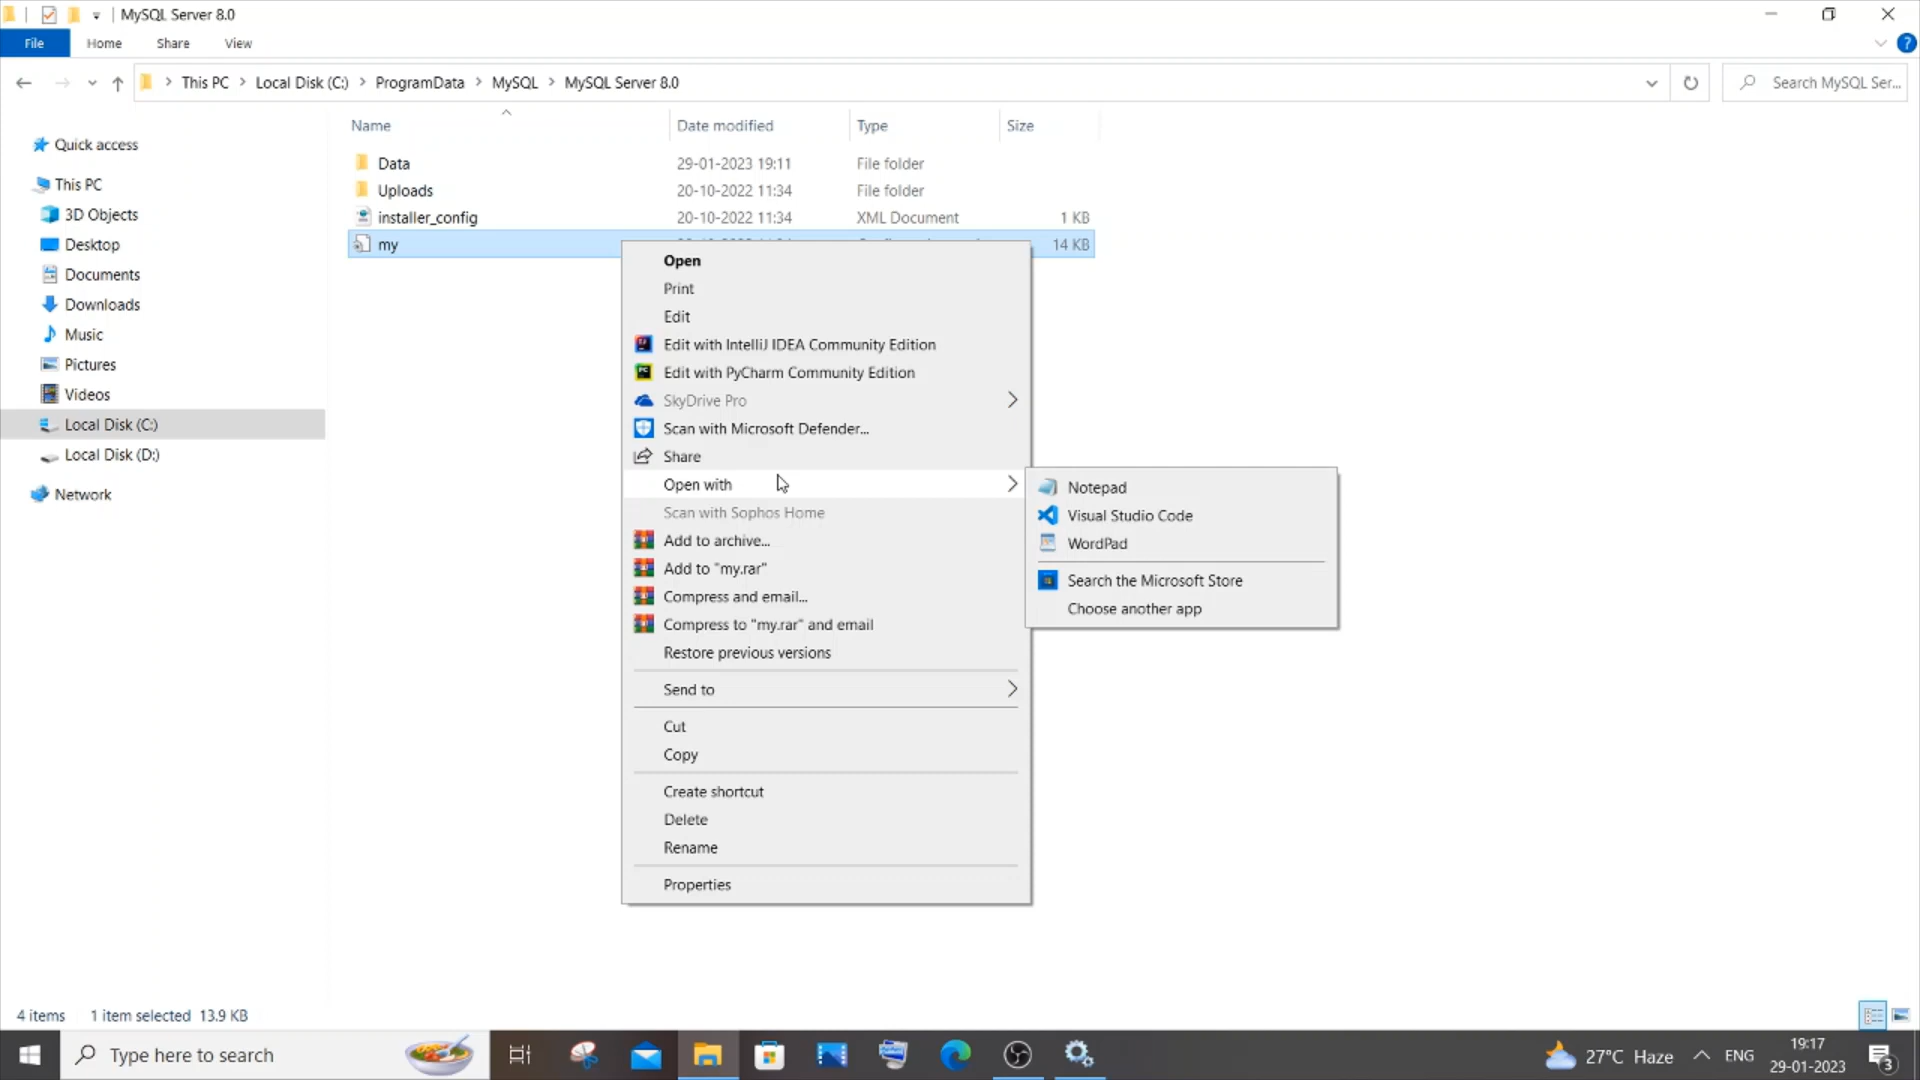 MySQL Server 8.0
File Home Share View
This PC Local Disk (C:) ProgramData MySQL MySQL Server 8.0
Search MySQL Ser...
Name Date modified Type Size
Quick access
This PC
3D Objects
Desktop
Documents
Downloads
Music
Pictures
Videos
Local Disk (C:)
Local Disk (D:)
Network
Data 29-01-2023 19:11 File folder
Uploads 20-10-2022 11:34 File folder
installer_config 20-10-2022 11:34 XML Document 1 KB
my 14 KB
Open
Print
Edit
Edit with IntelliJ IDEA Community Edition
Edit with PyCharm Community Edition
SkyDrive Pro
Scan with Microsoft Defender...
Share
Open with
Scan with Sophos Home
Add to archive...
Add to "my.rar"
Compress and email...
Compress to "my.rar" and email
Restore previous versions
Send to
Cut
Copy
Create shortcut
Delete
Rename
Properties
Notepad
Visual Studio Code
WordPad
Search the Microsoft Store
Choose another app
4 items 1 item selected 13.9 KB
Type here to search
27°C Haze
ENG
19:17
29-01-2023
3